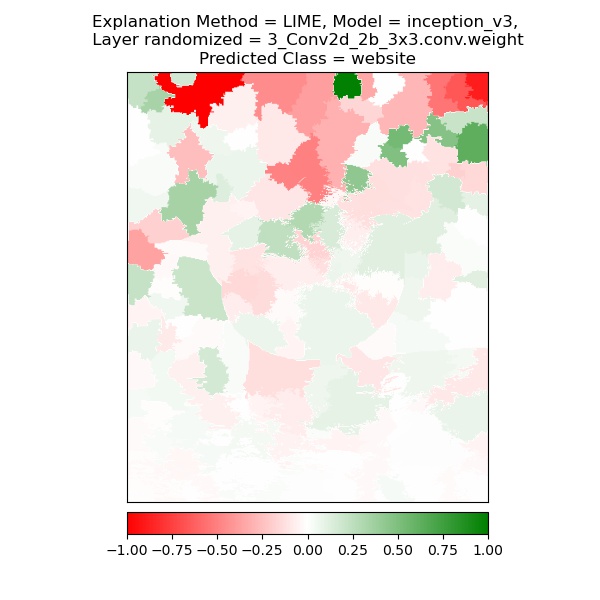 Explanation Method = LIME, Model = inception_v3,
Layer randomized = 3_Conv2d_2b_3x3.conv.weight
Predicted Class = website
−1.00 −0.75 −0.50 −0.25 0.00 0.25 0.50 0.75 1.00